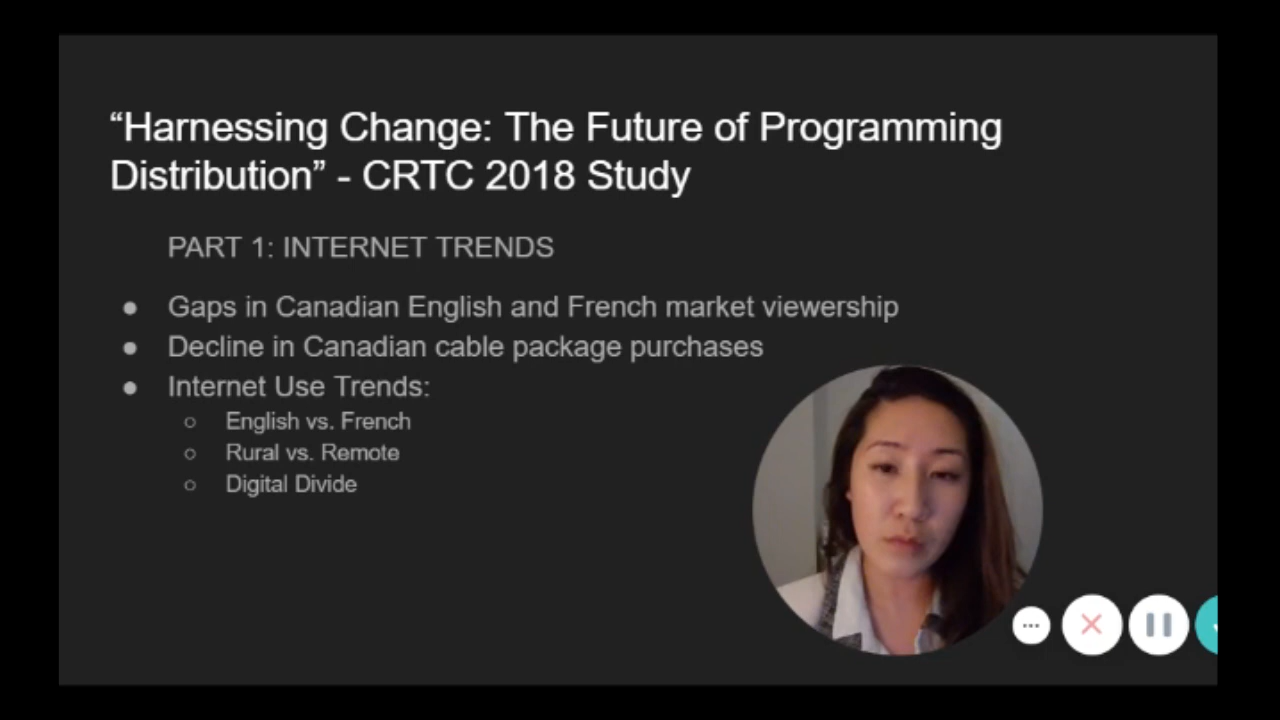 “Harnessing Change: The Future of Programming
Distribution” - CRTC 2018 Study
PART 1: INTERNET TRENDS
● Gaps in Canadian English and French market viewership
● Decline in Canadian cable package purchases
● Internet Use Trends:
○ English vs. French
○ Rural vs. Remote
○ Digital Divide